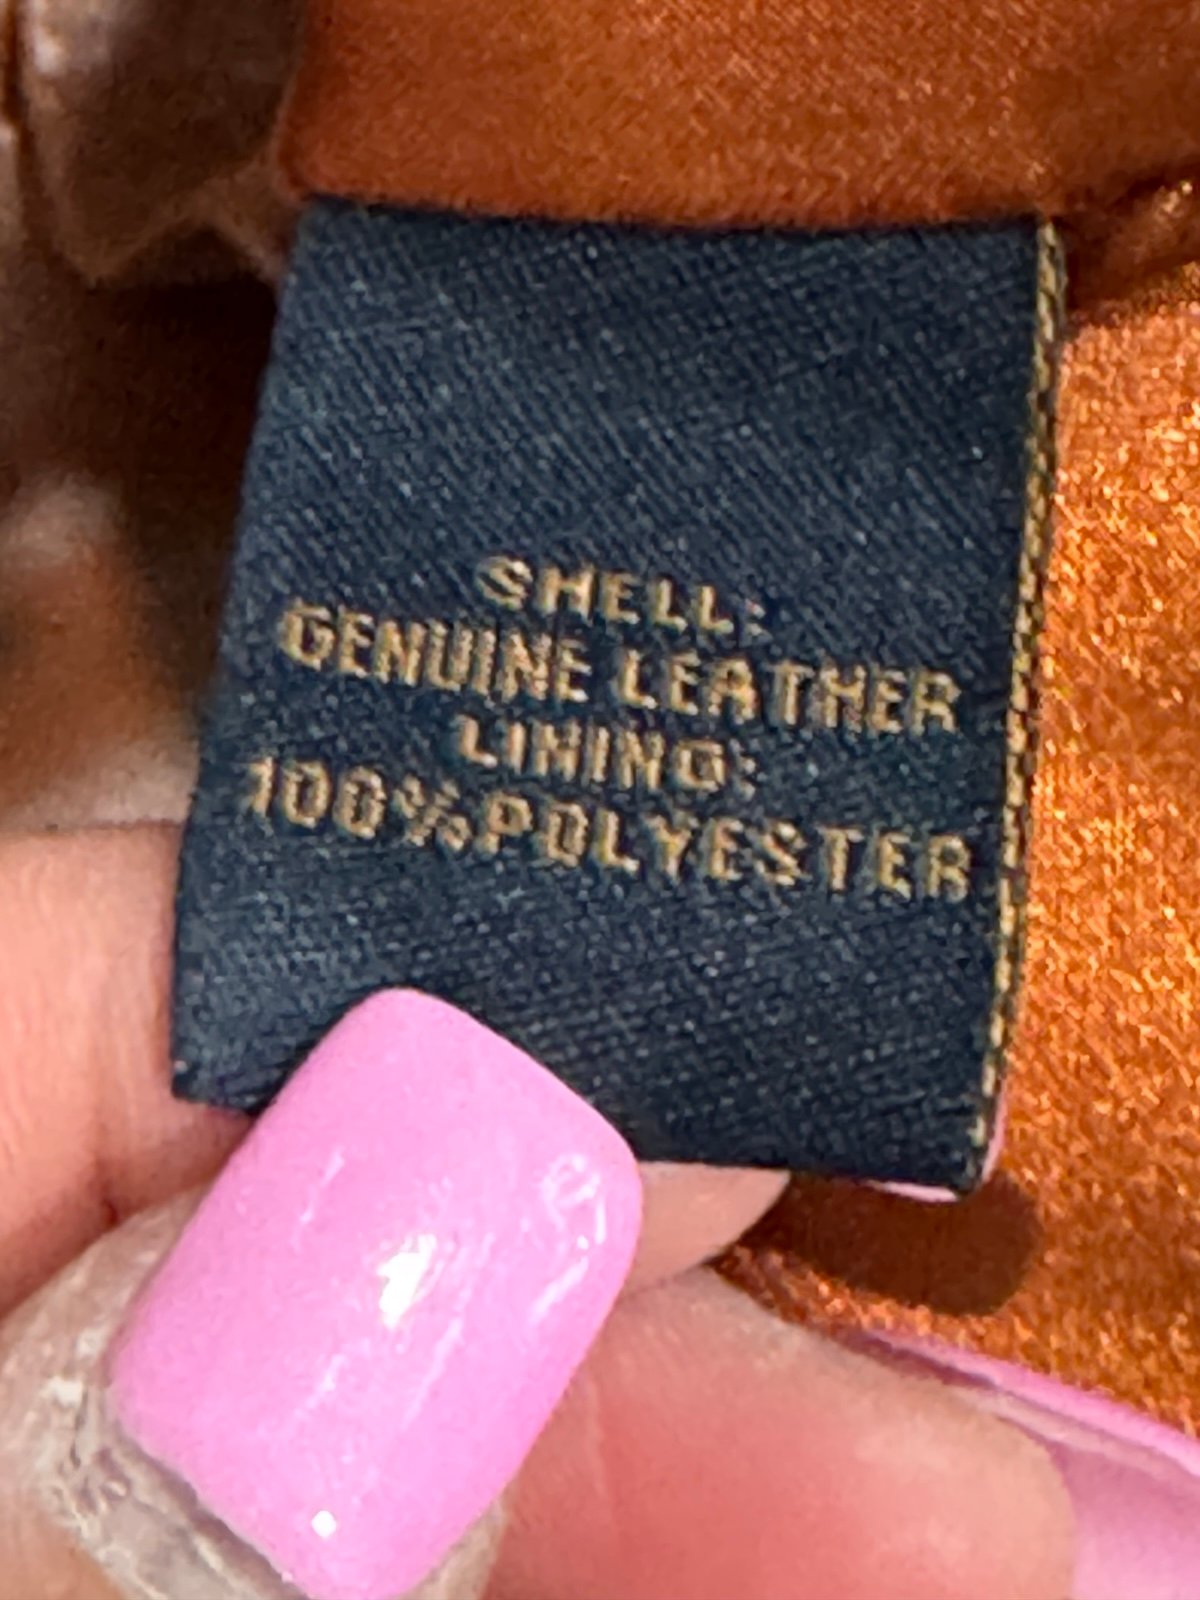 SHELL:
GENUINE LEATHER
LINING:
100%POLYESTER